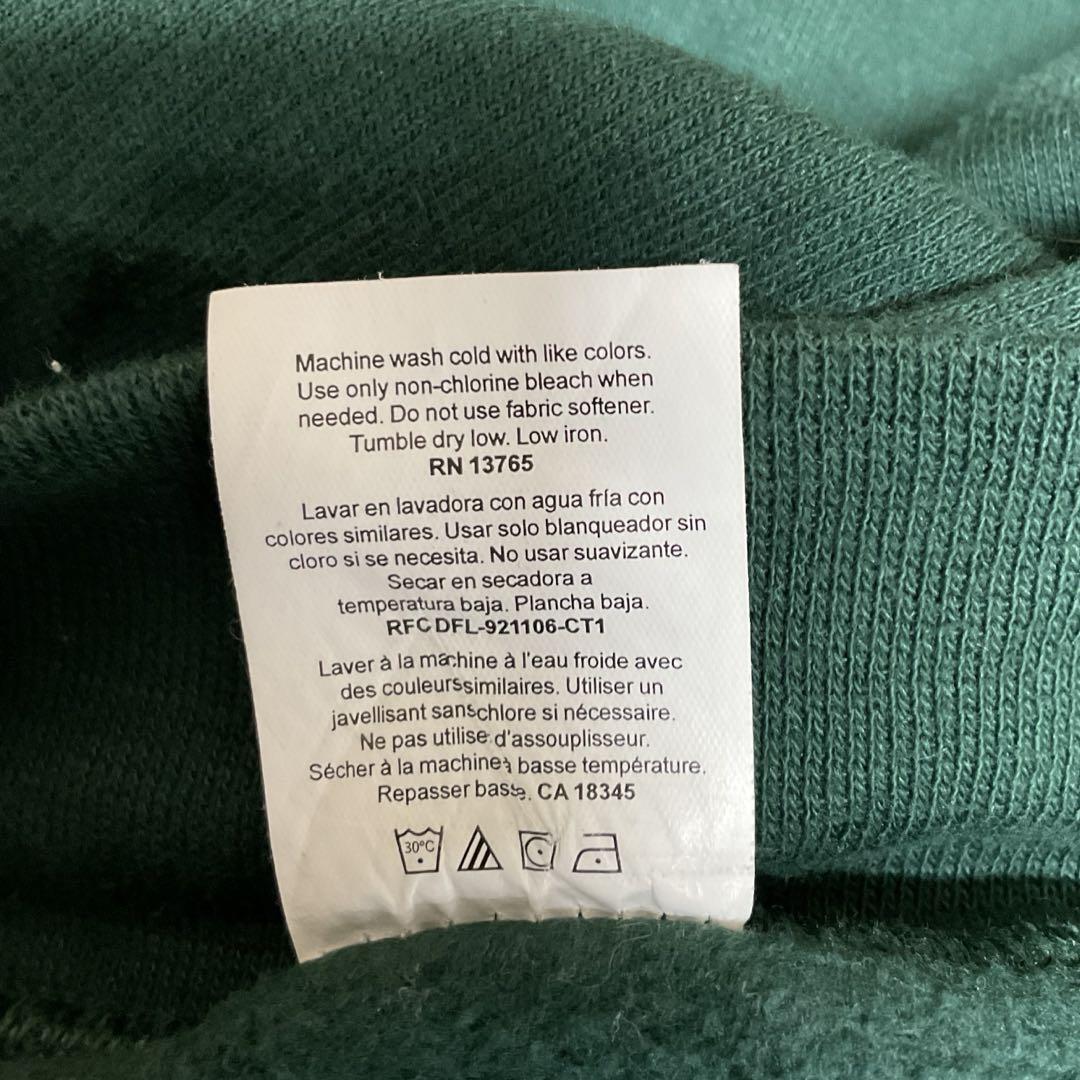 Machine wash cold with like colors.
Use only non-chlorine bleach when
needed. Do not use fabric softener.
Tumble dry low. Low iron.
RN 13765
Lavar en lavadora con agua fría con
colores similares. Usar solo blanqueador sin
cloro si se necesita. No usar suavizante.
Secar en secadora a
temperatura baja. Plancha baja.
RFC DFL-921106-CT1
Laver à la machine à l'eau froide avec
des couleurs similaires. Utiliser un
javellisant sans chlore si nécessaire.
Ne pas utilise d'assouplisseur.
Sécher à la machine à basse température.
Repasser basse. CA 18345
30°C